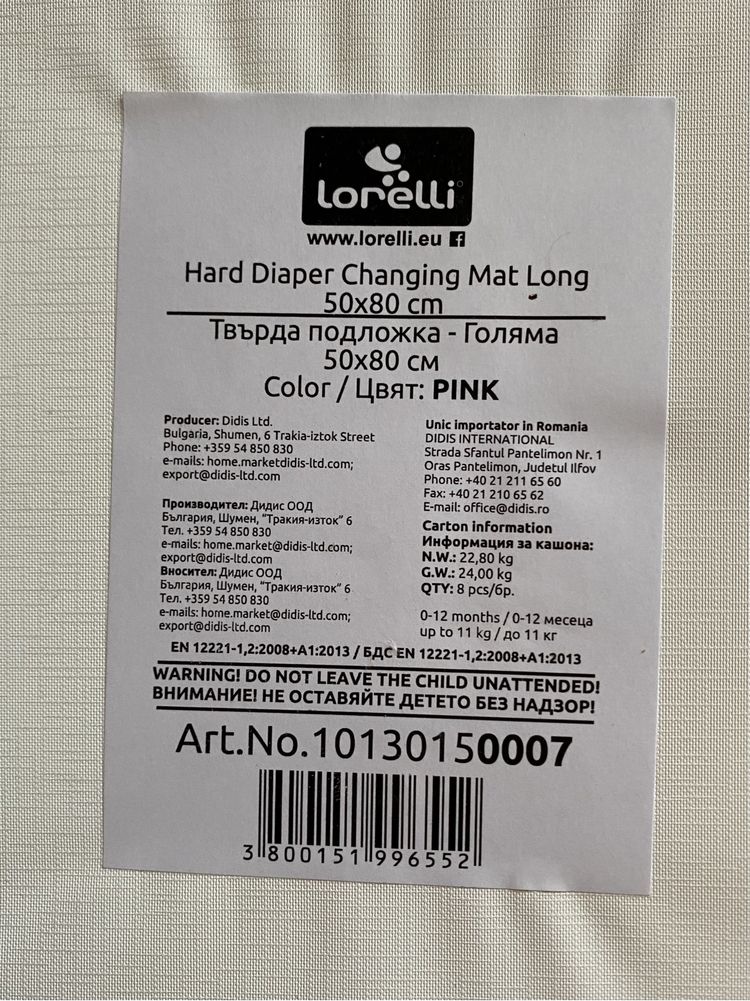 lorelli
www.lorelli.eu
Hard Diaper Changing Mat Long
50x80 cm
Твърда подложка - Голяма
50x80 см
Color / Цвят: PINK
Producer: Didis Ltd.
Bulgaria, Shumen, 6 Trakia-iztok Street
Phone: +359 54 850 830
e-mails: home.marketdidis-ltd.com;
export@didis-ltd.com
Производител: Дидис ООД
България, Шумен, "Тракия-изток" 6
Тел. +359 54 850 830
e-mails: home.market@didis-ltd.com;
export@didis-ltd.com
Вносител: Дидис ООД
България, Шумен, "Тракия-изток" 6
Тел. +359 54 850 830
e-mails: home.market@didis-ltd.com;
export@didis-ltd.com
Unic importator in Romania
DIDIS INTERNATIONAL
Strada Sfantul Pantelimon Nr. 1
Oras Pantelimon, Judetul Ilfov
Phone: +40 21 211 65 60
Fax: +40 21 210 65 62
E-mail: office@didis.ro
Carton information
Информация за кашона:
N.W.: 22,80 kg
G.W.: 24,00 kg
QTY: 8 pcs/бр.
0-12 months / 0-12 месеца
up to 11 kg / до 11 кг
EN 12221-1,2:2008+A1:2013 / БДС EN 12221-1,2:2008+A1:2013
WARNING! DO NOT LEAVE THE CHILD UNATTENDED!
ВНИМАНИЕ! НЕ ОСТАВЯЙТЕ ДЕТЕТО БЕЗ НАДЗОР!
Art.No.10130150007
3 800151 996552